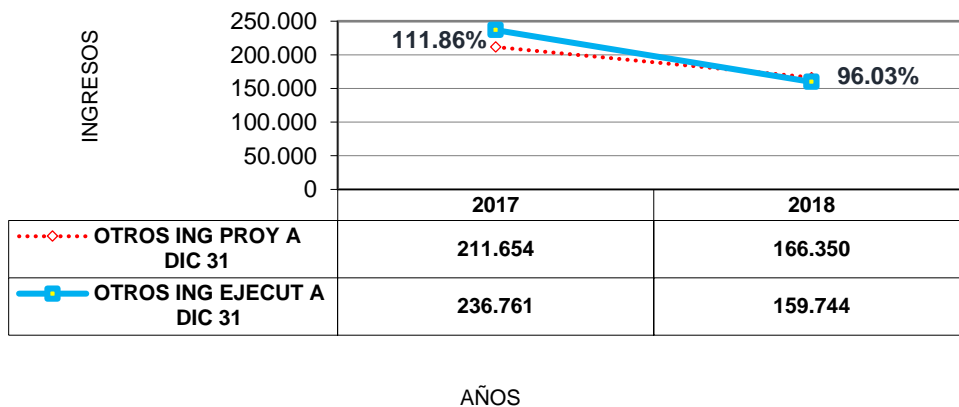 INGRESOS
250.000
200.000
150.000
100.000
50.000
0
111.86%
96.03%
2017 2018
OTROS ING PROY A
DIC 31
211.654 166.350
OTROS ING EJECUT A
DIC 31
236.761 159.744
AÑOS